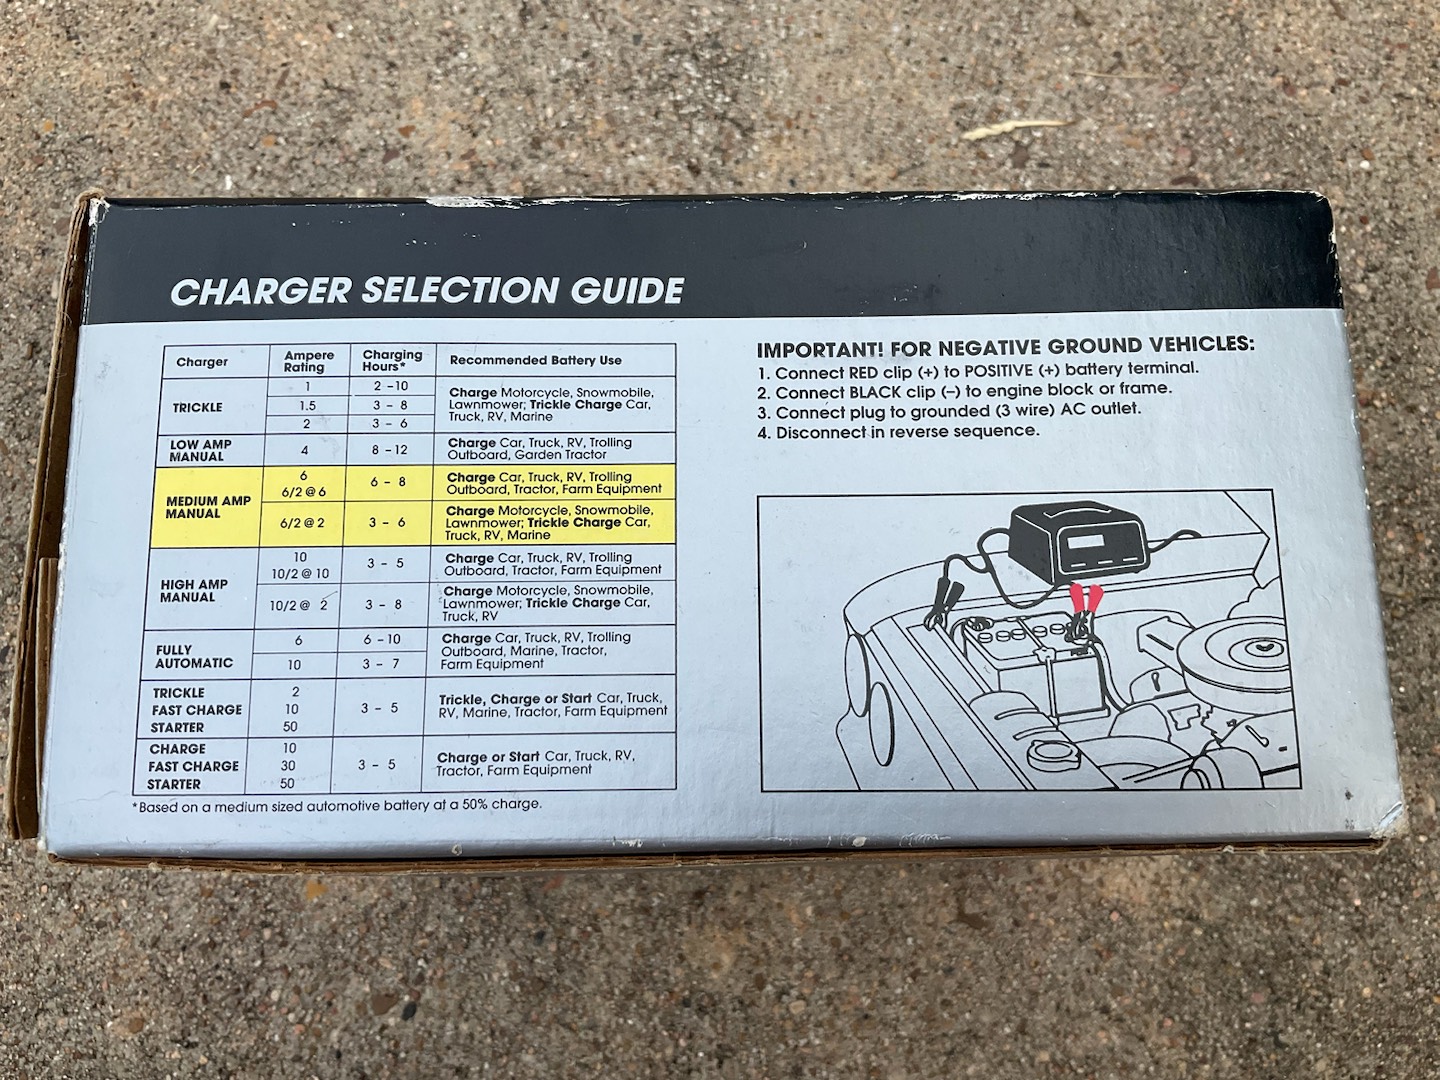 CHARGER SELECTION GUIDE
Charger
Ampere
Rating
Charging
Hours*
Recommended Battery Use
TRICKLE
1
2 -10
1.5
3 - 8
2
3 - 6
Charge Motorcycle, Snowmobile,
Lawnmower; Trickle Charge Car,
Truck, RV, Marine
LOW AMP
MANUAL
4
8 -12
Charge Car, Truck, RV, Trolling
Outboard, Garden Tractor
MEDIUM AMP
MANUAL
6
6/2 @ 6
6 - 8
Charge Car, Truck, RV, Trolling
Outboard, Tractor, Farm Equipment
6/2 @ 2
3 - 6
Charge Motorcycle, Snowmobile,
Lawnmower; Trickle Charge Car,
Truck, RV, Marine
HIGH AMP
MANUAL
10
10/2 @ 10
3 - 5
Charge Car, Truck, RV, Trolling
Outboard, Tractor, Farm Equipment
10/2 @ 2
3 - 8
Charge Motorcycle, Snowmobile,
Lawnmower; Trickle Charge Car,
Truck, RV
FULLY
AUTOMATIC
6
6 - 10
10
3 - 7
Charge Car, Truck, RV, Trolling
Outboard, Marine, Tractor,
Farm Equipment
TRICKLE
FAST CHARGE
STARTER
2
10
50
3 - 5
Trickle, Charge or Start Car, Truck,
RV, Marine, Tractor, Farm Equipment
CHARGE
FAST CHARGE
STARTER
10
30
50
3 - 5
Charge or Start Car, Truck, RV,
Tractor, Farm Equipment
*Based on a medium sized automotive battery at a 50% charge.
IMPORTANT! FOR NEGATIVE GROUND VEHICLES:
1. Connect RED clip (+) to POSITIVE (+) battery terminal.
2. Connect BLACK clip (–) to engine block or frame.
3. Connect plug to grounded (3 wire) AC outlet.
4. Disconnect in reverse sequence.